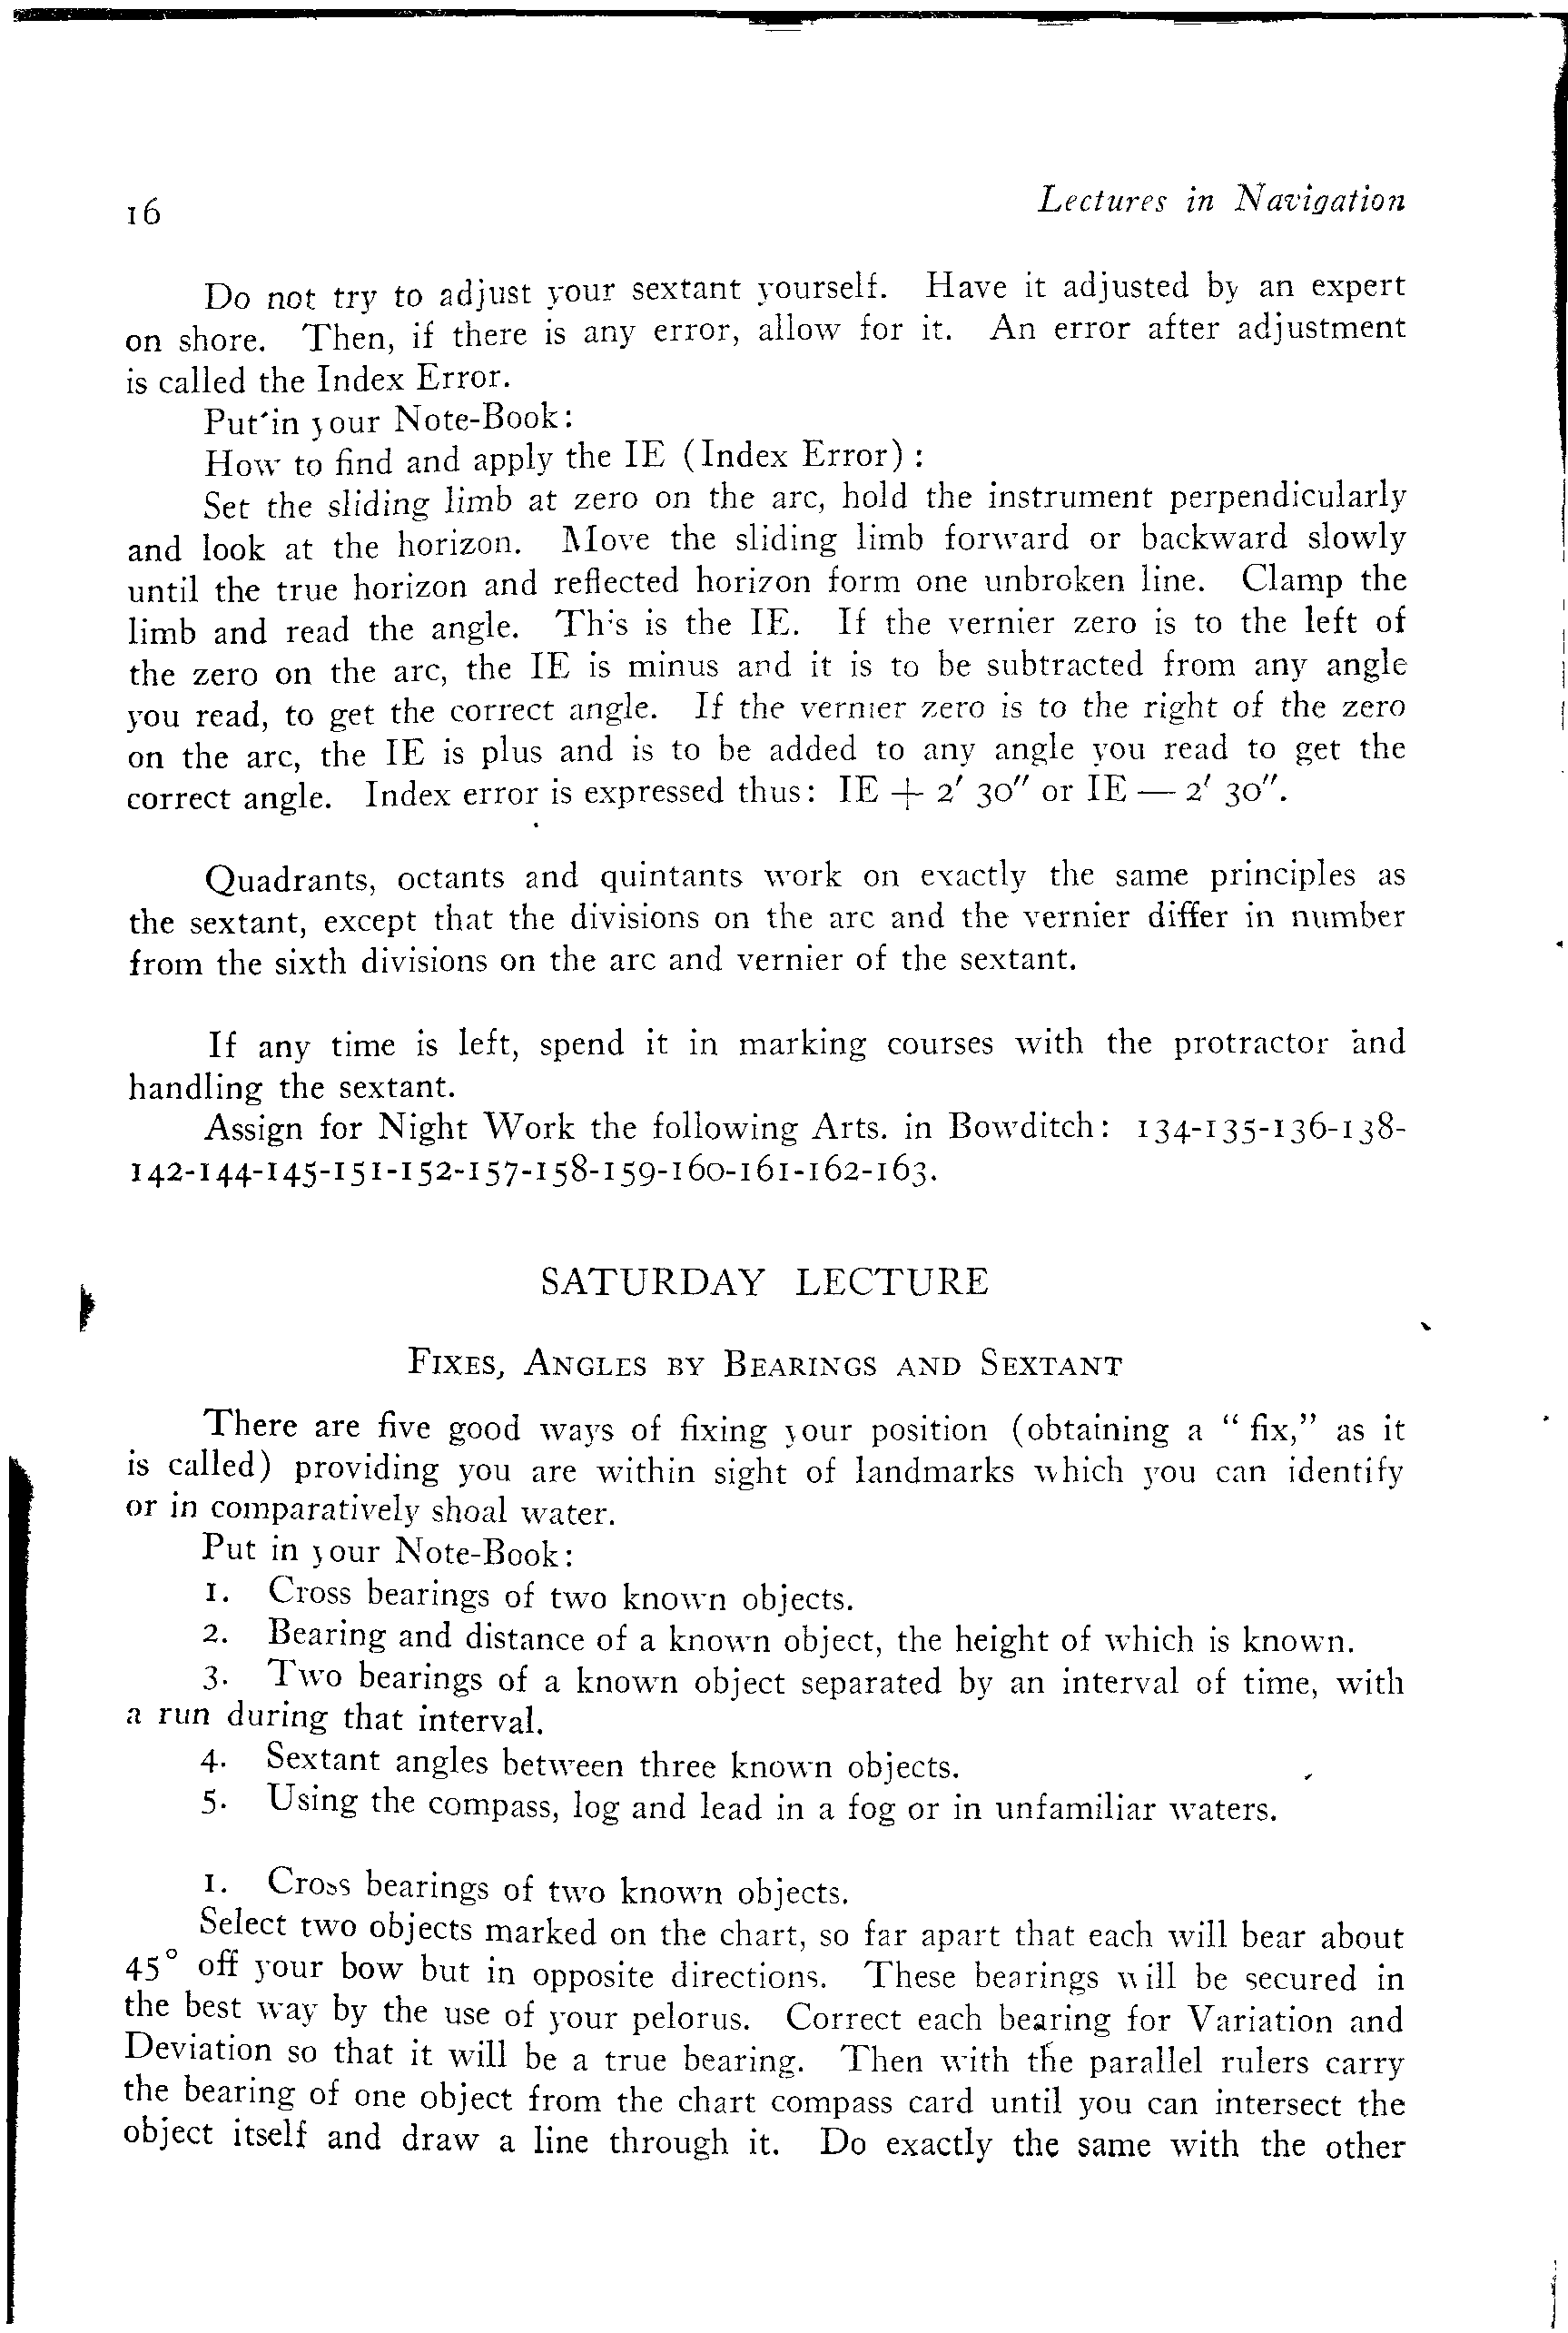 16 Lectures in Navigation
Do not try to adjust your sextant yourself. Have it adjusted by an expert
on shore. Then, if there is any error, allow for it. An error after adjustment
is called the Index Error.
Put in your Note-Book:
How to find and apply the IE (Index Error) :
Set the sliding limb at zero on the arc, hold the instrument perpendicularly
and look at the horizon. Move the sliding limb forward or backward slowly
until the true horizon and reflected horizon form one unbroken line. Clamp the
limb and read the angle. This is the IE. If the vernier zero is to the left of
the zero on the arc, the IE is minus and it is to be subtracted from any angle
you read, to get the correct angle. If the vernier zero is to the right of the zero
on the arc, the IE is plus and is to be added to any angle you read to get the
correct angle. Index error is expressed thus: IE + 2′ 30″ or IE — 2′ 30″.
Quadrants, octants and quintants work on exactly the same principles as
the sextant, except that the divisions on the arc and the vernier differ in number
from the sixth divisions on the arc and vernier of the sextant.
If any time is left, spend it in marking courses with the protractor and
handling the sextant.
Assign for Night Work the following Arts. in Bowditch: 134-135-136-138-
142-144-145-151-152-157-158-159-160-161-162-163.
SATURDAY LECTURE
Fixes, Angles by Bearings and Sextant
There are five good ways of fixing your position (obtaining a " fix," as it
is called) providing you are within sight of landmarks which you can identify
or in comparatively shoal water.
Put in your Note-Book:
1. Cross bearings of two known objects.
2. Bearing and distance of a known object, the height of which is known.
3. Two bearings of a known object separated by an interval of time, with
a run during that interval.
4. Sextant angles between three known objects.
5. Using the compass, log and lead in a fog or in unfamiliar waters.
1. Cross bearings of two known objects.
Select two objects marked on the chart, so far apart that each will bear about
45° off your bow but in opposite directions. These bearings will be secured in
the best way by the use of your pelorus. Correct each bearing for Variation and
Deviation so that it will be a true bearing. Then with the parallel rulers carry
the bearing of one object from the chart compass card until you can intersect the
object itself and draw a line through it. Do exactly the same with the other